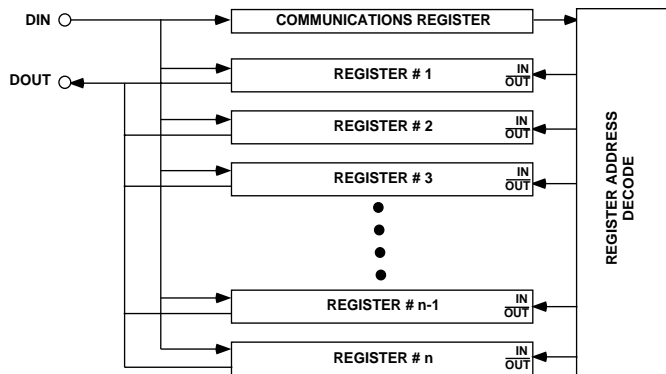 DIN
COMMUNICATIONS REGISTER
DOUT
REGISTER # 1
IN
OUT
REGISTER # 2
IN
OUT
REGISTER # 3
IN
OUT
REGISTER # n-1
IN
OUT
REGISTER # n
IN
OUT
REGISTER ADDRESS
DECODE